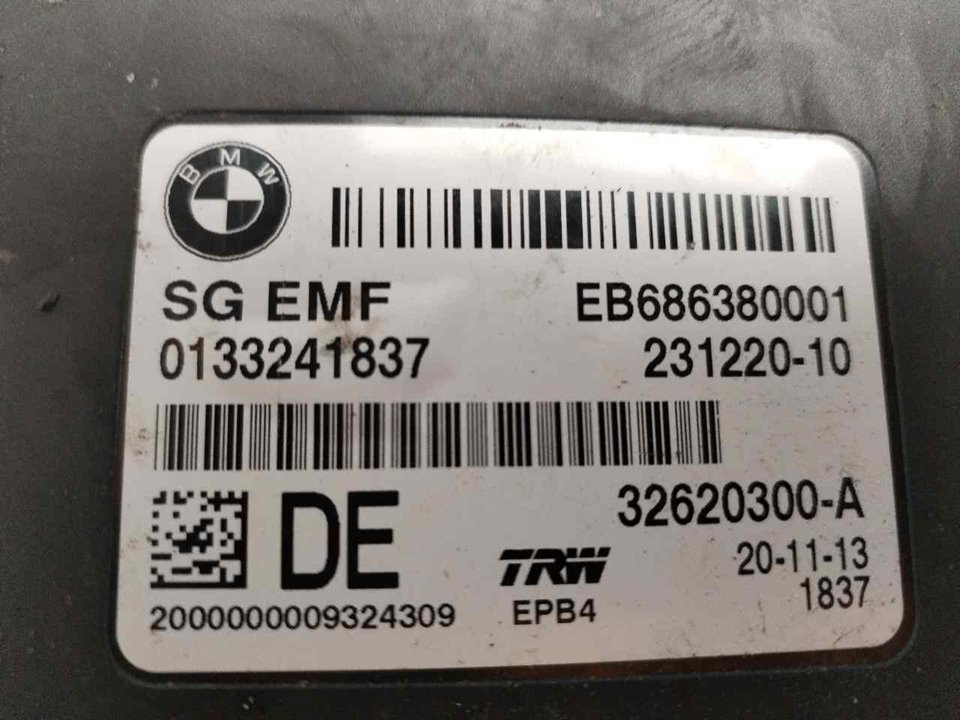 BMW
SG EMF EB686380001
0133241837 231220-10
DE 32620300-A
TRW 20-11-13
2000000009324309 EPB4 1837